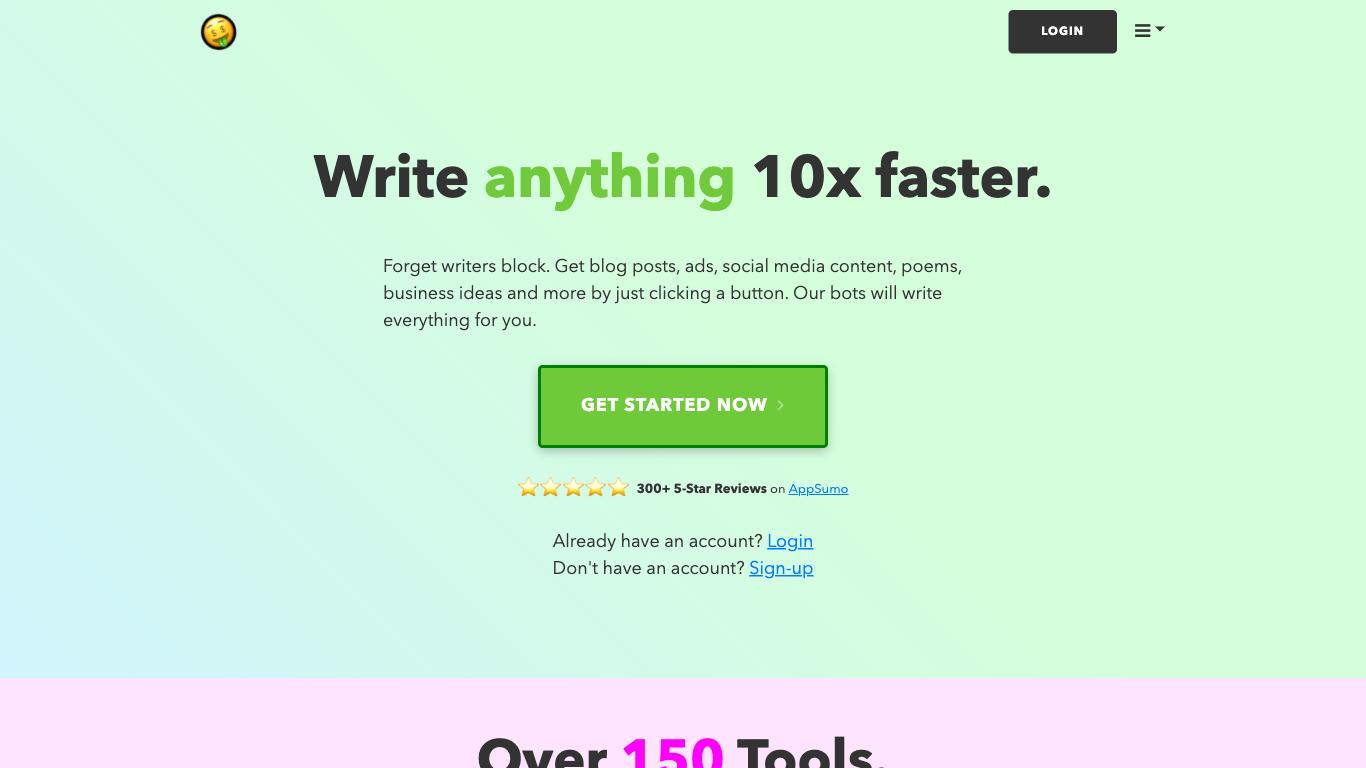 LOGIN
Write anything 10x faster.
Forget writers block. Get blog posts, ads, social media content, poems,
business ideas and more by just clicking a button. Our bots will write
everything for you.
GET STARTED NOW
300+ 5-Star Reviews on AppSumo
Already have an account? Login
Don't have an account? Sign-up
Over 150 Tools.